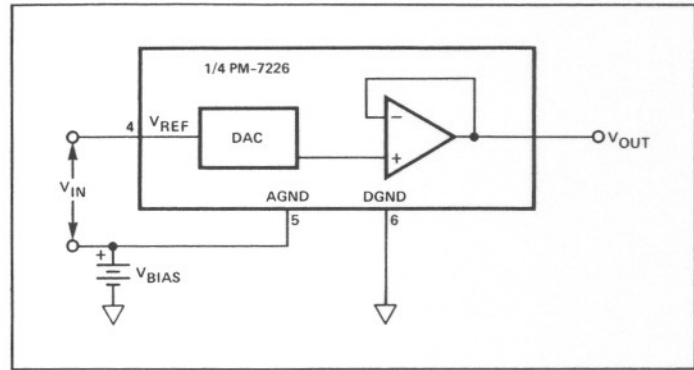 1/4 PM-7226
4
VREF
DAC
−
+
VOUT
VIN
AGND
DGND
5
6
+
VBIAS